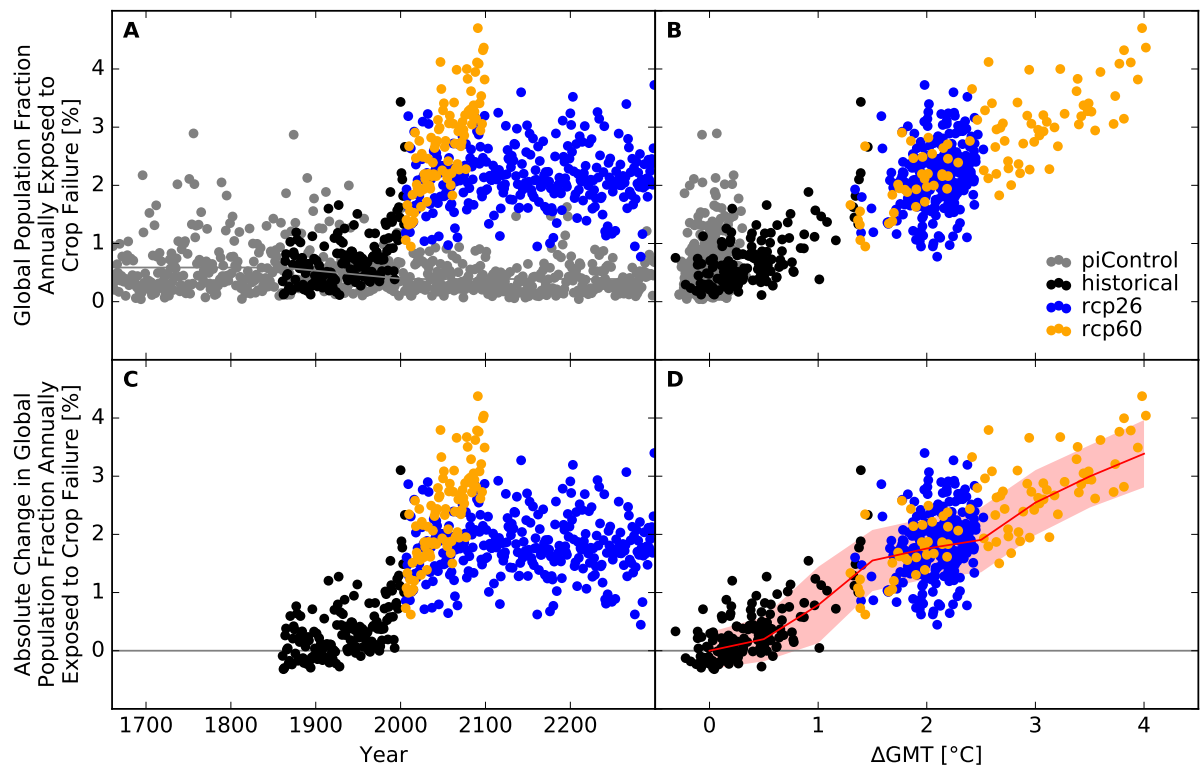 A
B
Global Population Fraction
Annually Exposed to
Crop Failure [%]
4
3
2
1
0
piControl
historical
rcp26
rcp60
C
D
Absolute Change in Global
Population Fraction Annually
Exposed to Crop Failure [%]
4
3
2
1
0
1700 1800 1900 2000 2100 2200
0 1 2 3 4
Year
ΔGMT [°C]